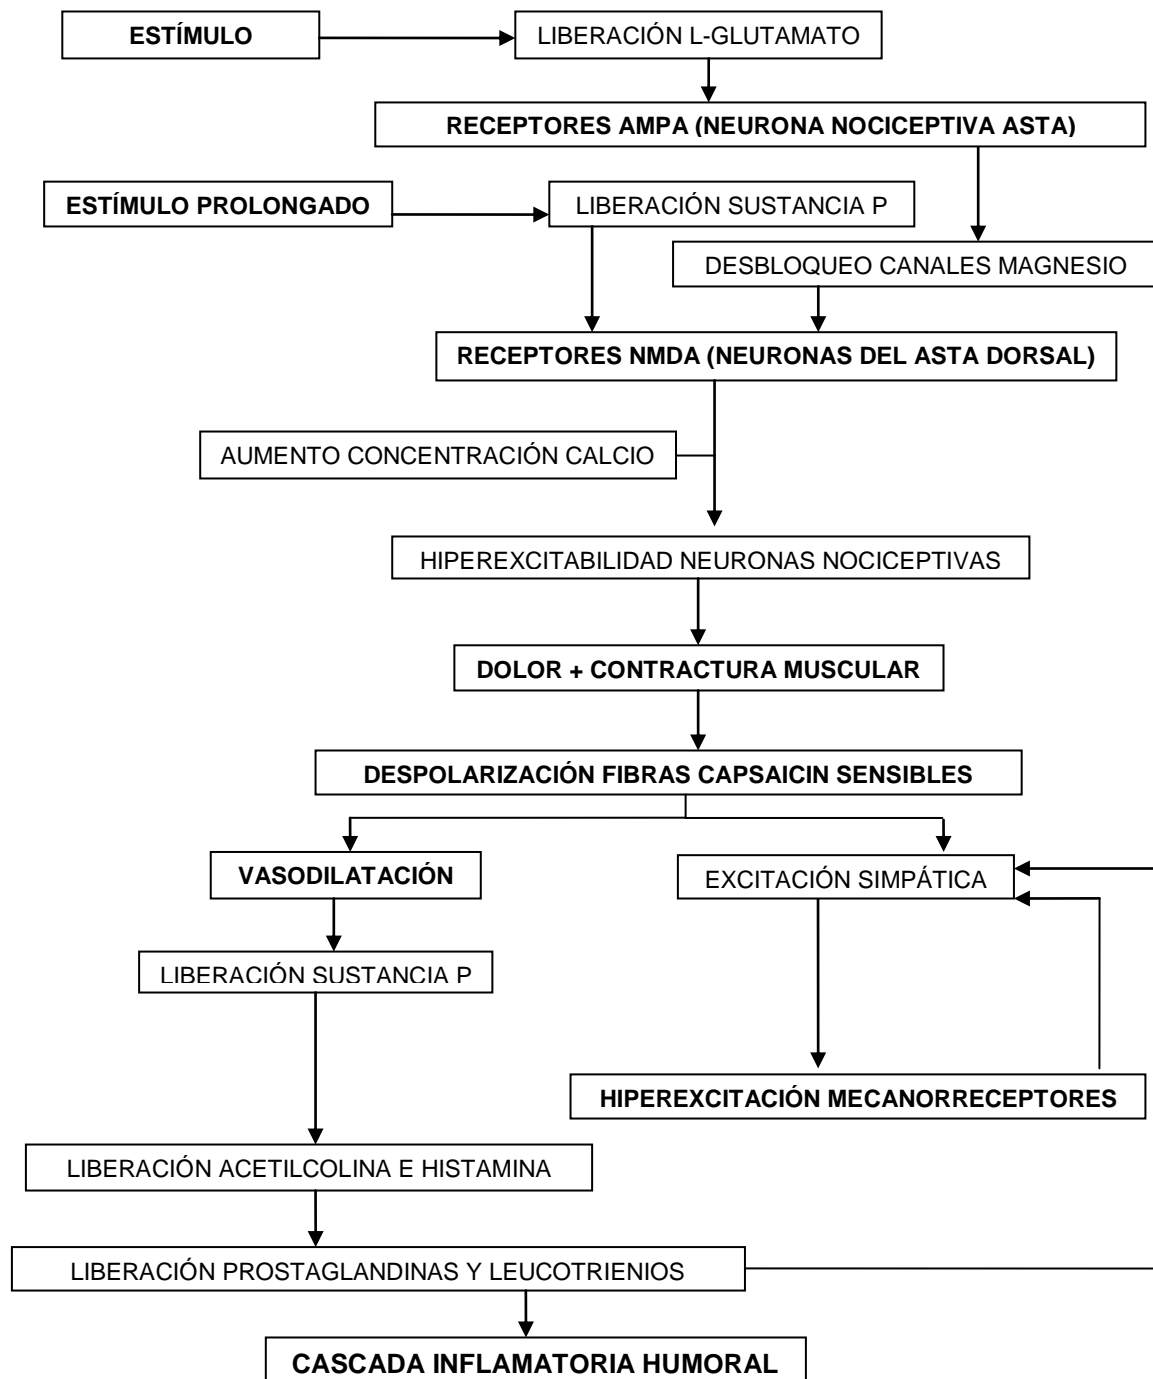 ESTÍMULO
LIBERACIÓN L-GLUTAMATO
RECEPTORES AMPA (NEURONA NOCICEPTIVA ASTA)
ESTÍMULO PROLONGADO
LIBERACIÓN SUSTANCIA P
DESBLOQUEO CANALES MAGNESIO
RECEPTORES NMDA (NEURONAS DEL ASTA DORSAL)
AUMENTO CONCENTRACIÓN CALCIO
HIPEREXCITABILIDAD NEURONAS NOCICEPTIVAS
DOLOR + CONTRACTURA MUSCULAR
DESPOLARIZACIÓN FIBRAS CAPSAICIN SENSIBLES
VASODILATACIÓN
EXCITACIÓN SIMPÁTICA
LIBERACIÓN SUSTANCIA P
HIPEREXCITACIÓN MECANORRECEPTORES
LIBERACIÓN ACETILCOLINA E HISTAMINA
LIBERACIÓN PROSTAGLANDINAS Y LEUCOTRIENIOS
CASCADA INFLAMATORIA HUMORAL